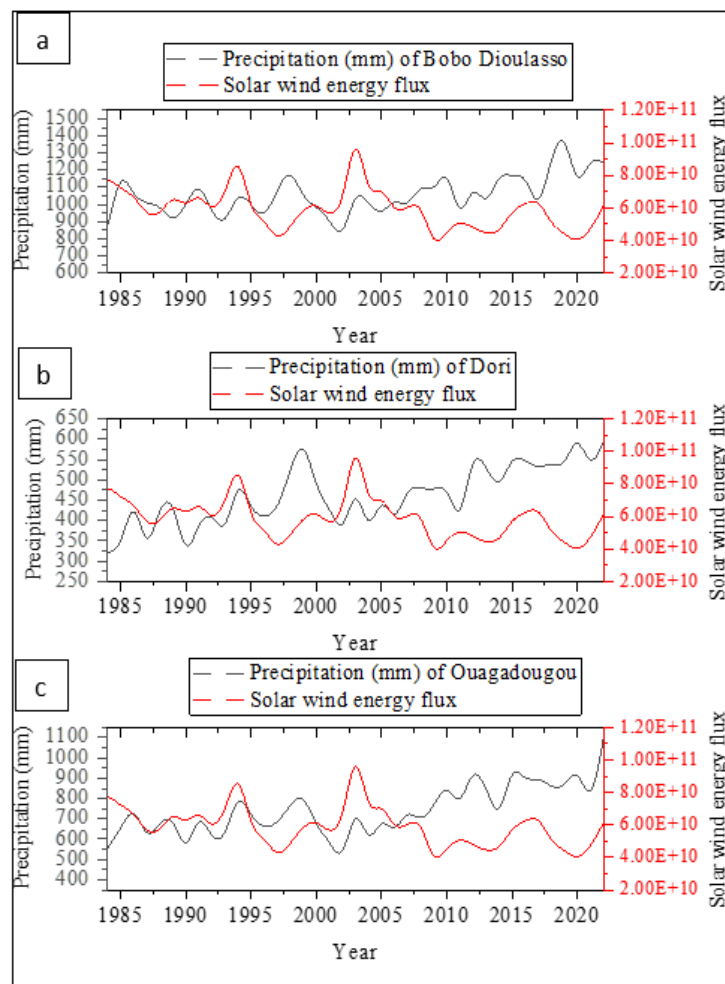 a
Precipitation (mm) of Bobo Dioulasso
Solar wind energy flux
Precipitation (mm)
1500
1400
1300
1200
1100
1000
900
800
700
600
1.20E+11
1.00E+11
8.00E+10
6.00E+10
4.00E+10
2.00E+10
Solar wind energy flux
1985 1990 1995 2000 2005 2010 2015 2020
Year
b
Precipitation (mm) of Dori
Solar wind energy flux
Precipitation (mm)
650
600
550
500
450
400
350
300
250
1.20E+11
1.00E+11
8.00E+10
6.00E+10
4.00E+10
2.00E+10
Solar wind energy flux
1985 1990 1995 2000 2005 2010 2015 2020
Year
c
Precipitation (mm) of Ouagadougou
Solar wind energy flux
Precipitation (mm)
1100
1000
900
800
700
600
500
400
1.20E+11
1.00E+11
8.00E+10
6.00E+10
4.00E+10
2.00E+10
Solar wind energy flux
1985 1990 1995 2000 2005 2010 2015 2020
Year